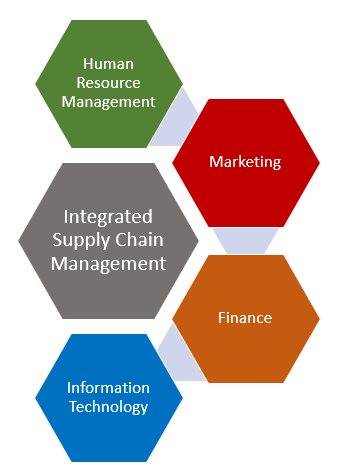 Human
Resource
Management
Marketing
Integrated
Supply Chain
Management
Finance
Information
Technology